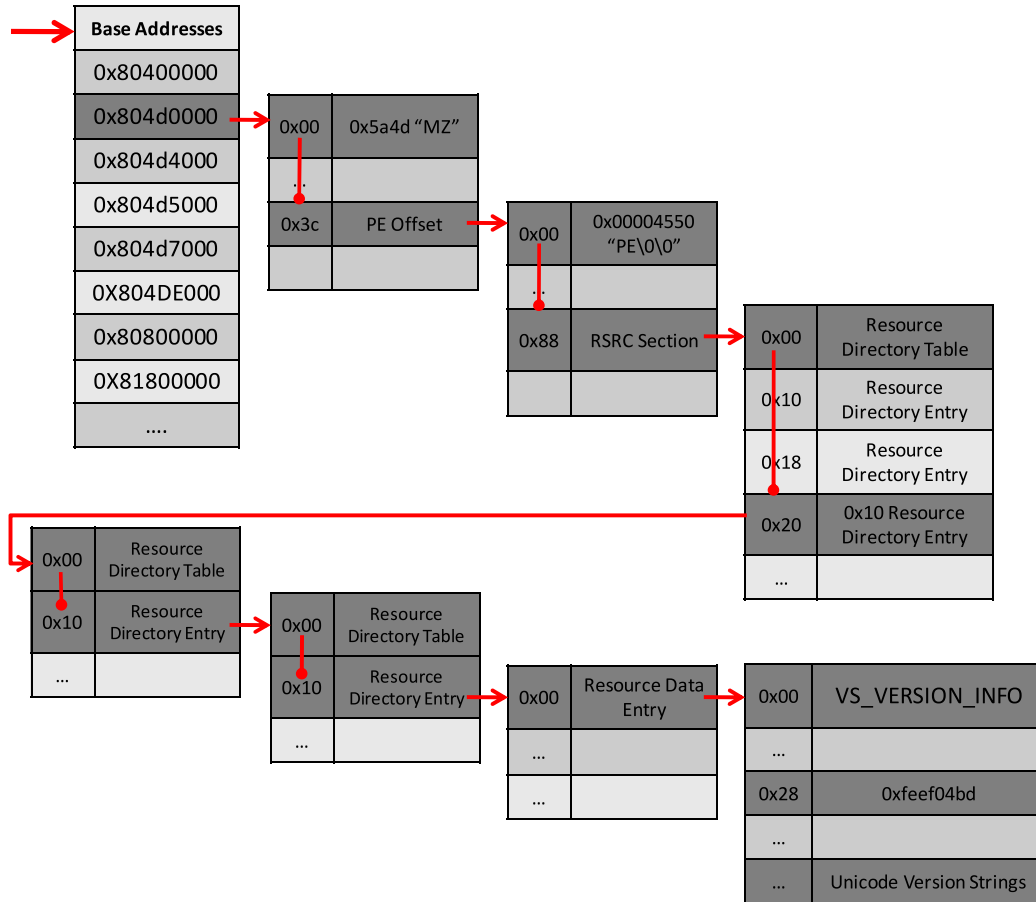 Base Addresses
0x80400000
0x804d0000
0x804d4000
0x804d5000
0x804d7000
0X804DE000
0x80800000
0X81800000
....
0x00
0x5a4d “MZ”
...
0x3c
PE Offset
0x00
0x00004550
“PE\0\0”
...
0x88
RSRC Section
0x00
Resource
Directory Table
0x10
Resource
Directory Entry
0x18
Resource
Directory Entry
0x20
0x10 Resource
Directory Entry
...
0x00
Resource
Directory Table
0x10
Resource
Directory Entry
...
0x00
Resource
Directory Table
0x10
Resource
Directory Entry
...
0x00
Resource Data
Entry
...
...
0x00
VS_VERSION_INFO
...
0x28
0xfeef04bd
...
...
Unicode Version Strings